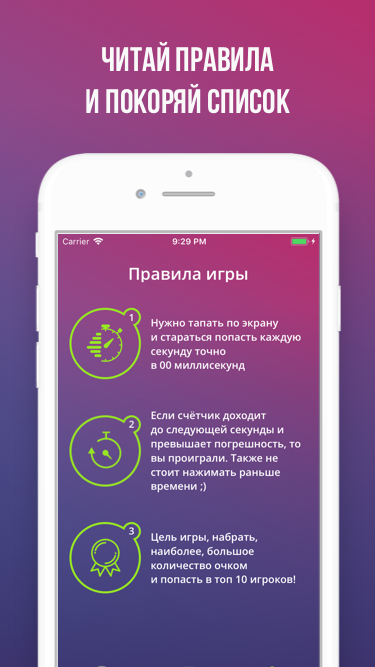 ЧИТАЙ ПРАВИЛА
И ПОКОРЯЙ СПИСОК
Carrier 9:29 PM
Правила игры
1
Нужно тапать по экрану
и стараться попасть каждую
секунду точно
в 00 миллисекунд
2
Если счётчик доходит
до следующей секунды и
превышает погрешность, то
вы проиграли. Также не
стоит нажимать раньше
времени ;)
3
Цель игры, набрать,
наиболее, большое
количество очком
и попасть в топ 10 игроков!